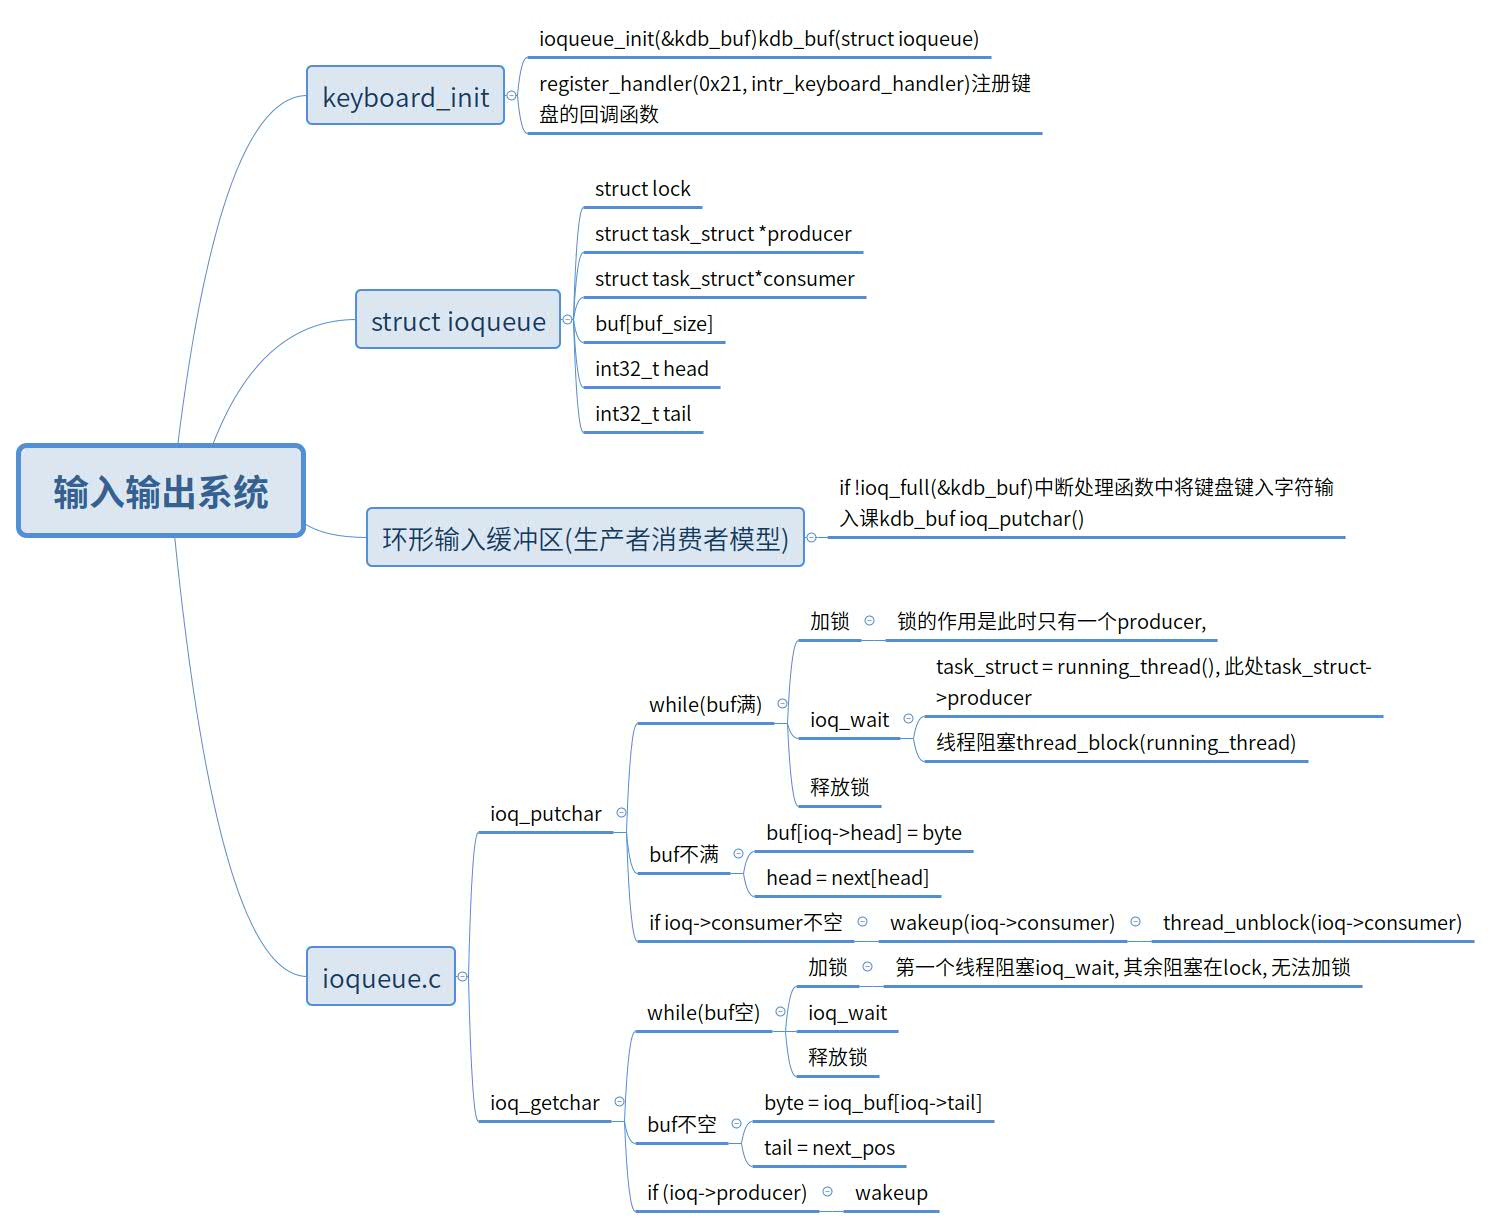 ioqueue_init(&kdb_buf)kdb_buf(struct ioqueue)
keyboard_init
register_handler(0x21, intr_keyboard_handler)注册键
盘的回调函数
struct lock
struct task_struct *producer
struct task_struct*consumer
struct ioqueue
buf[buf_size]
int32_t head
int32_t tail
输入输出系统
环形输入缓冲区(生产者消费者模型)
if !ioq_full(&kdb_buf)中断处理函数中将键盘键入字符输
入课kdb_buf ioq_putchar()
ioqueue.c
ioq_putchar
while(buf满)
加锁
锁的作用是此时只有一个producer,
ioq_wait
task_struct = running_thread(), 此处task_struct-
>producer
线程阻塞thread_block(running_thread)
释放锁
buf不满
buf[ioq->head] = byte
head = next[head]
if ioq->consumer不空
wakeup(ioq->consumer)
thread_unblock(ioq->consumer)
ioq_getchar
while(buf空)
加锁
第一个线程阻塞ioq_wait, 其余阻塞在lock, 无法加锁
ioq_wait
释放锁
buf不空
byte = ioq_buf[ioq->tail]
tail = next_pos
if (ioq->producer)
wakeup